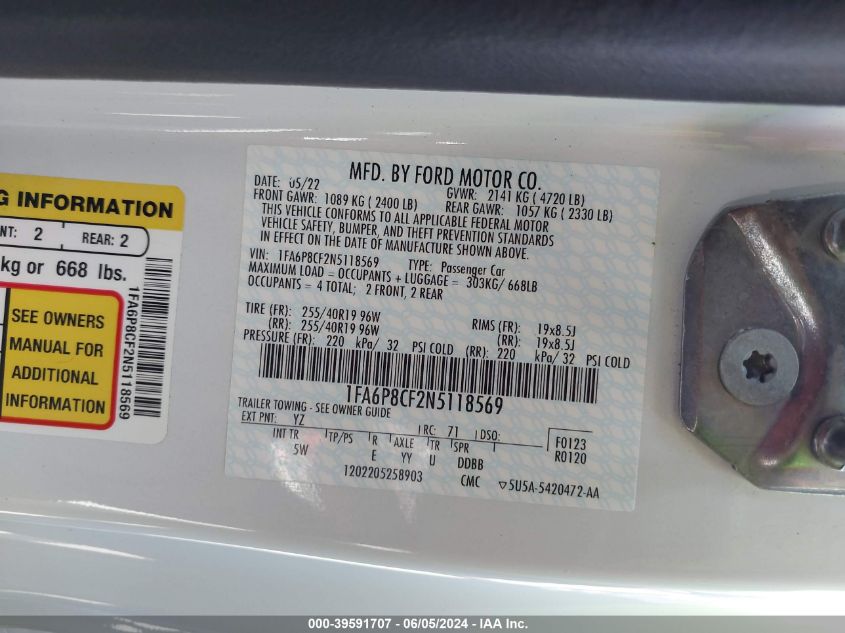 G INFORMATION
NT: 2 REAR: 2
kg or 668 lbs.
SEE OWNERS
MANUAL FOR
ADDITIONAL
INFORMATION
1FA6P8CF2N5118569
MFD. BY FORD MOTOR CO.
DATE: 05/22 GVWR: 2141 KG ( 4720 LB)
FRONT GAWR: 1089 KG ( 2400 LB) REAR GAWR: 1057 KG ( 2330 LB)
THIS VEHICLE CONFORMS TO ALL APPLICABLE FEDERAL MOTOR
VEHICLE SAFETY, BUMPER, AND THEFT PREVENTION STANDARDS
IN EFFECT ON THE DATE OF MANUFACTURE SHOWN ABOVE.
VIN: 1FA6P8CF2N5118569 TYPE: Passenger Car
MAXIMUM LOAD = OCCUPANTS + LUGGAGE = 303KG/ 668LB
OCCUPANTS = 4 TOTAL; 2 FRONT, 2 REAR
TIRE (FR): 255/40R19 96W RIMS (FR): 19x8.5J
(RR): 255/40R19 96W (RR): 19x8.5J
PRESSURE (FR): 220 kPa/ 32 PSI COLD (RR): 220 kPa/ 32 PSI COLD
1FA6P8CF2N5118569
TRAILER TOWING - SEE OWNER GUIDE
EXT PNT: YZ RC: 71 DSO: F0123
INT TR TP/PS R AXLE TR SPR R0120
5W E YY U DDBB
1202205258903 CMC ▽5U5A-5420472-AA
000-39591707 - 06/05/2024 - IAA Inc.